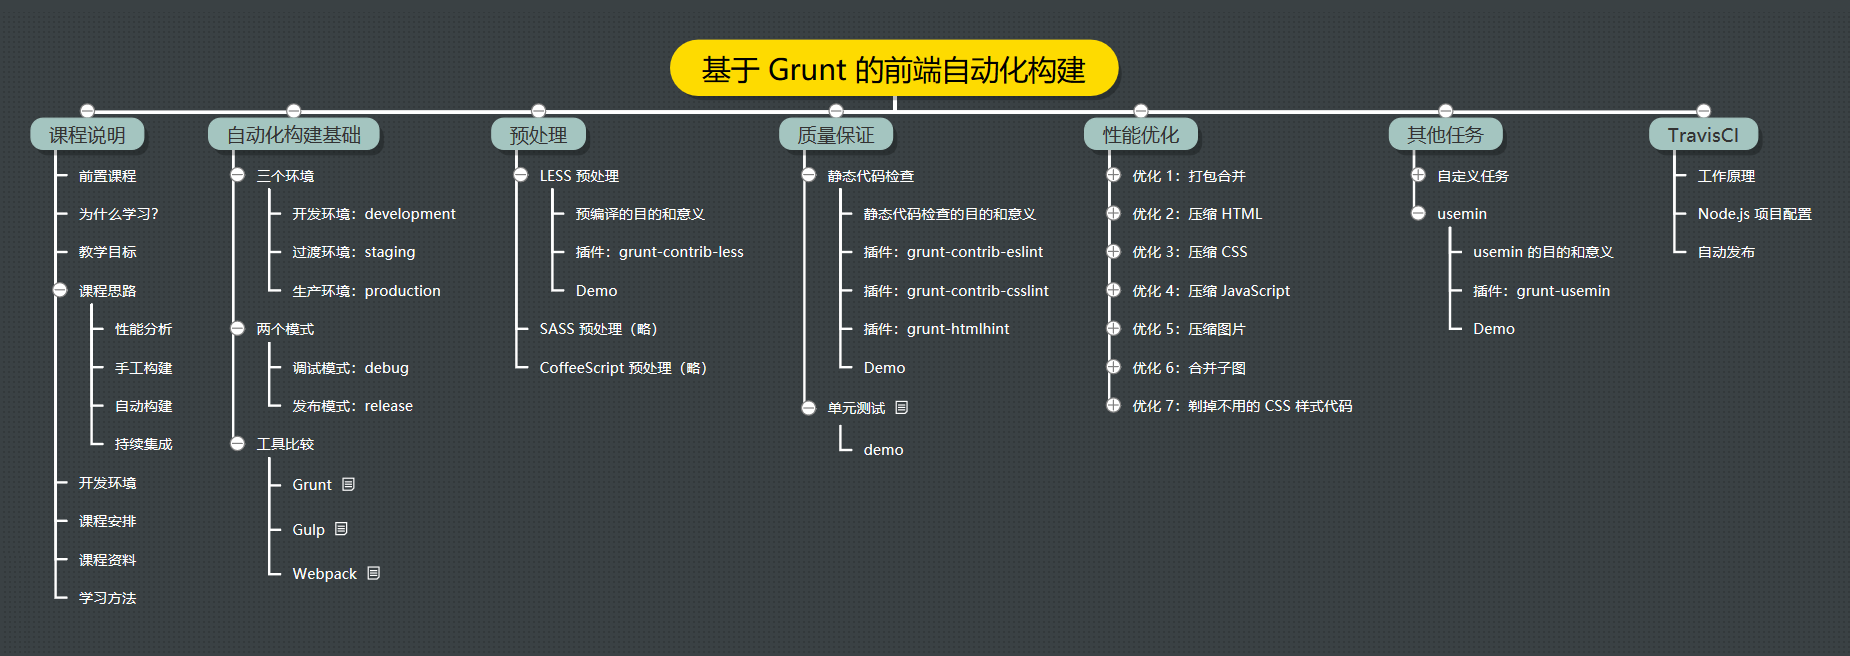 基于 Grunt 的前端自动化构建
课程说明
前置课程
为什么学习?
教学目标
课程思路
性能分析
手工构建
自动构建
持续集成
开发环境
课程安排
课程资料
学习方法
自动化构建基础
三个环境
开发环境：development
过渡环境：staging
生产环境：production
两个模式
调试模式：debug
发布模式：release
工具比较
Grunt
Gulp
Webpack
预处理
LESS 预处理
预编译的目的和意义
插件：grunt-contrib-less
Demo
SASS 预处理（略）
CoffeeScript 预处理（略）
质量保证
静态代码检查
静态代码检查的目的和意义
插件：grunt-contrib-eslint
插件：grunt-contrib-csslint
插件：grunt-htmlhint
Demo
单元测试
demo
性能优化
优化 1：打包合并
优化 2：压缩 HTML
优化 3：压缩 CSS
优化 4：压缩 JavaScript
优化 5：压缩图片
优化 6：合并子图
优化 7：剃掉不用的 CSS 样式代码
其他任务
自定义任务
usemin
usemin 的目的和意义
插件：grunt-usemin
Demo
TravisCI
工作原理
Node.js 项目配置
自动发布